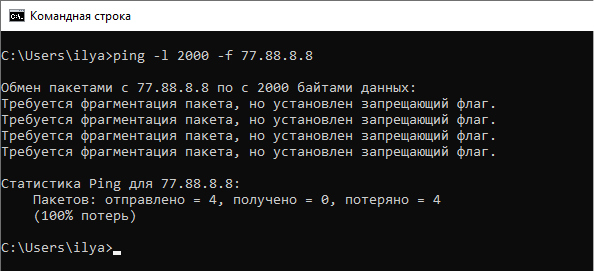 Командная строка
C:\Users\ilya>ping -l 2000 -f 77.88.8.8
Обмен пакетами с 77.88.8.8 по с 2000 байтами данных:
Требуется фрагментация пакета, но установлен запрещающий флаг.
Требуется фрагментация пакета, но установлен запрещающий флаг.
Требуется фрагментация пакета, но установлен запрещающий флаг.
Требуется фрагментация пакета, но установлен запрещающий флаг.
Статистика Ping для 77.88.8.8:
Пакетов: отправлено = 4, получено = 0, потеряно = 4
(100% потерь)
C:\Users\ilya>